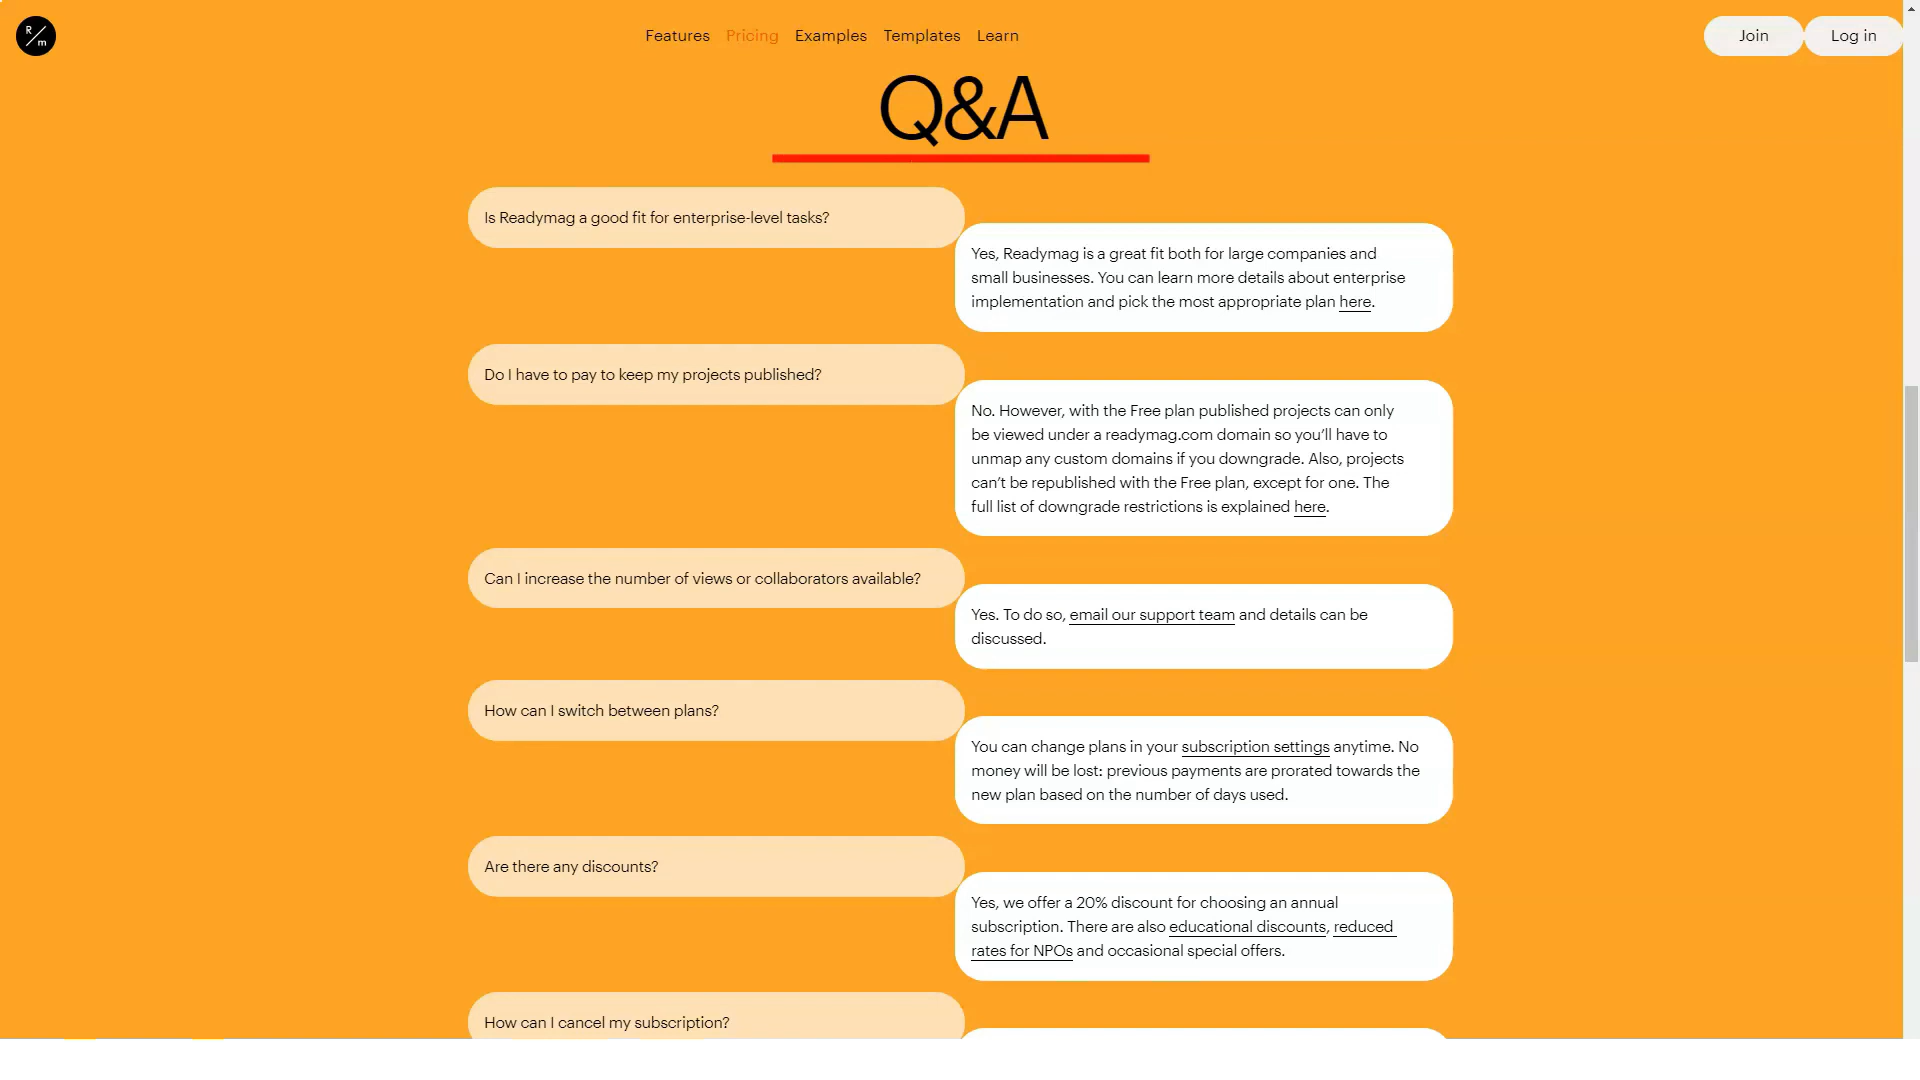 R
m
Features Pricing Examples Templates Learn
Join Log in
Q&A
Is Readymag a good fit for enterprise-level tasks?
Yes, Readymag is a great fit both for large companies and
small businesses. You can learn more details about enterprise
implementation and pick the most appropriate plan here.
Do I have to pay to keep my projects published?
No. However, with the Free plan published projects can only
be viewed under a readymag.com domain so you’ll have to
unmap any custom domains if you downgrade. Also, projects
can’t be republished with the Free plan, except for one. The
full list of downgrade restrictions is explained here.
Can I increase the number of views or collaborators available?
Yes. To do so, email our support team and details can be
discussed.
How can I switch between plans?
You can change plans in your subscription settings anytime. No
money will be lost: previous payments are prorated towards the
new plan based on the number of days used.
Are there any discounts?
Yes, we offer a 20% discount for choosing an annual
subscription. There are also educational discounts, reduced
rates for NPOs and occasional special offers.
How can I cancel my subscription?